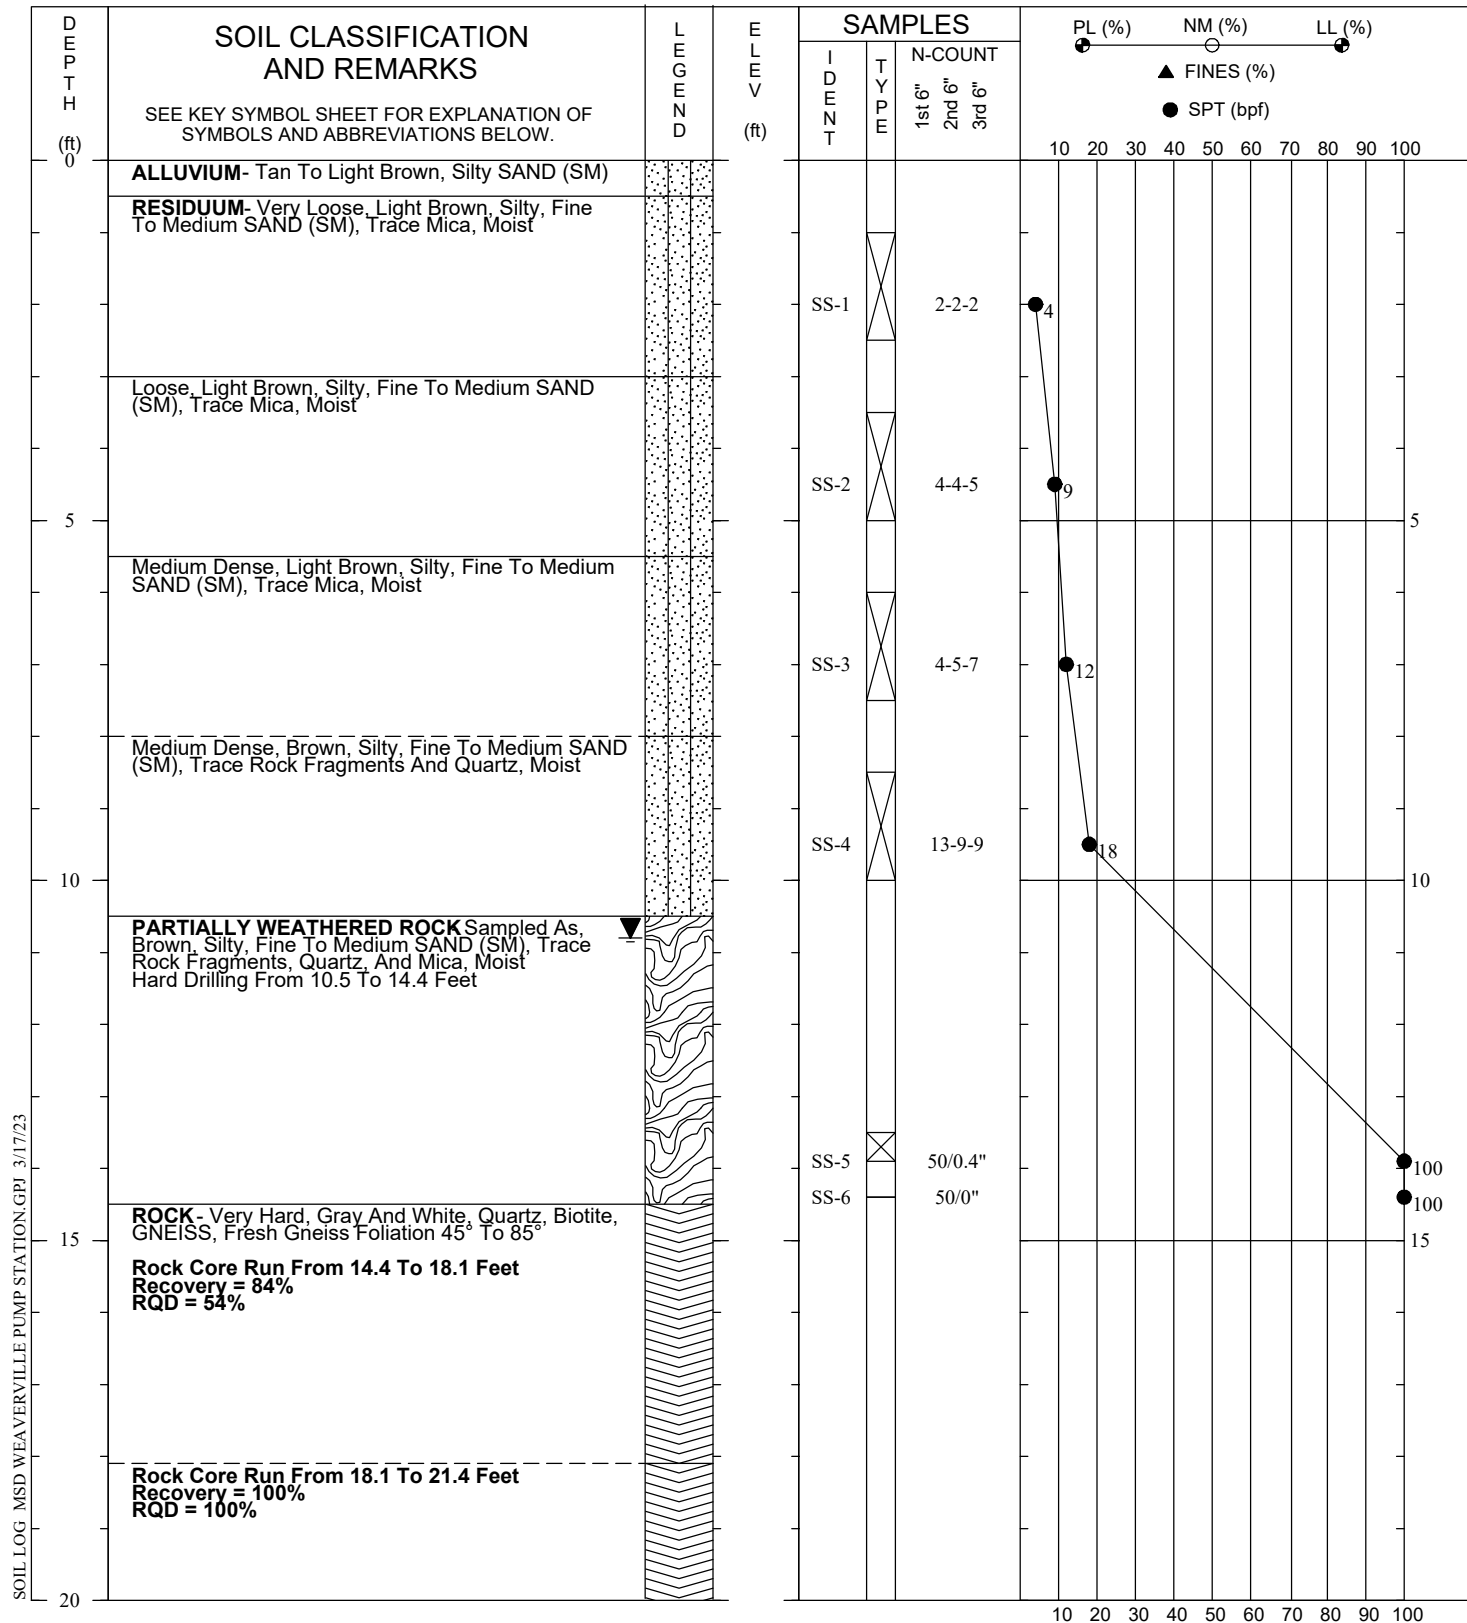 DEPTH
(ft)
SOIL CLASSIFICATION
AND REMARKS
SEE KEY SYMBOL SHEET FOR EXPLANATION OF
SYMBOLS AND ABBREVIATIONS BELOW.
LEGEND
ELEV
(ft)
SAMPLES
IDENT
TYPE
N-COUNT
1st 6"
2nd 6"
3rd 6"
PL (%)
NM (%)
LL (%)
▲ FINES (%)
● SPT (bpf)
10 20 30 40 50 60 70 80 90 100
0
ALLUVIUM- Tan To Light Brown, Silty SAND (SM)
RESIDUUM- Very Loose, Light Brown, Silty, Fine
To Medium SAND (SM), Trace Mica, Moist
SS-1 2-2-2 4
Loose, Light Brown, Silty, Fine To Medium SAND
(SM), Trace Mica, Moist
SS-2 4-4-5 9
5 5
Medium Dense, Light Brown, Silty, Fine To Medium
SAND (SM), Trace Mica, Moist
SS-3 4-5-7 12
Medium Dense, Brown, Silty, Fine To Medium SAND
(SM), Trace Rock Fragments And Quartz, Moist
SS-4 13-9-9 18
10 10
PARTIALLY WEATHERED ROCK Sampled As,
Brown, Silty, Fine To Medium SAND (SM), Trace
Rock Fragments, Quartz, And Mica, Moist
Hard Drilling From 10.5 To 14.4 Feet
SS-5 50/0.4" 100
SS-6 50/0" 100
ROCK- Very Hard, Gray And White, Quartz, Biotite,
GNEISS, Fresh Gneiss Foliation 45° To 85°
15 15
Rock Core Run From 14.4 To 18.1 Feet
Recovery = 84%
RQD = 54%
Rock Core Run From 18.1 To 21.4 Feet
Recovery = 100%
RQD = 100%
20
10 20 30 40 50 60 70 80 90 100
SOIL LOG MSD WEAVERVILLE PUMP STATION.GPJ 3/17/23